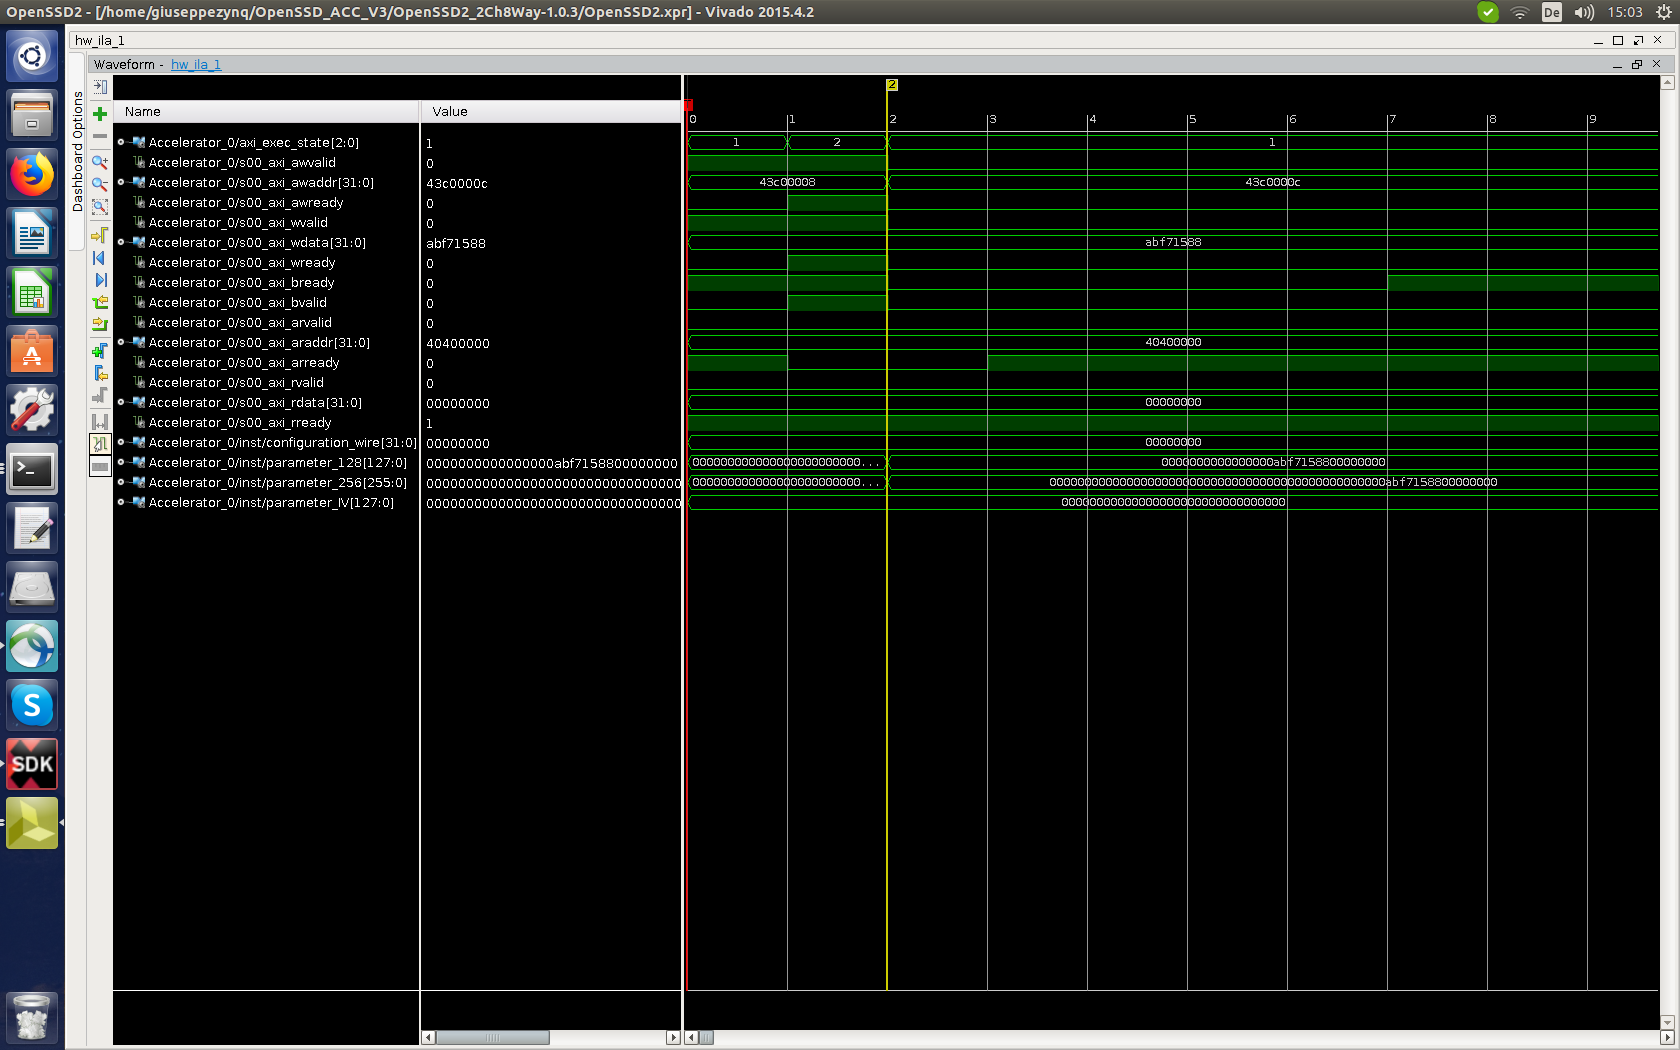 OpenSSD2 - [/home/giuseppezynq/OpenSSD_ACC_V3/OpenSSD2_2Ch8Way-1.0.3/OpenSSD2.xpr] - Vivado 2015.4.2
De
15:03
hw_ila_1
Waveform - hw_ila_1
Dashboard Options
Name Value
2
0 1 2 3 4 5 6 7 8 9
Accelerator_0/axi_exec_state[2:0] 1 1 2 1
Accelerator_0/s00_axi_awvalid 0
Accelerator_0/s00_axi_awaddr[31:0] 43c0000c 43c00008 43c0000c
Accelerator_0/s00_axi_awready 0
Accelerator_0/s00_axi_wvalid 0
Accelerator_0/s00_axi_wdata[31:0] abf71588 abf71588
Accelerator_0/s00_axi_wready 0
Accelerator_0/s00_axi_bready 0
Accelerator_0/s00_axi_bvalid 0
Accelerator_0/s00_axi_arvalid 0
Accelerator_0/s00_axi_araddr[31:0] 40400000 40400000
Accelerator_0/s00_axi_arready 0
Accelerator_0/s00_axi_rvalid 0
Accelerator_0/s00_axi_rdata[31:0] 00000000 00000000
Accelerator_0/s00_axi_rready 1
Accelerator_0/inst/configuration_wire[31:0] 00000000 00000000
Accelerator_0/inst/parameter_128[127:0] 0000000000000000abf7158800000000 000000000000000000000000... 0000000000000000abf7158800000000
Accelerator_0/inst/parameter_256[255:0] 00000000000000000000000000000000 000000000000000000000000... 000000000000000000000000000000000000000000000000abf7158800000000
Accelerator_0/inst/parameter_IV[127:0] 00000000000000000000000000000000 00000000000000000000000000000000
S
SDK